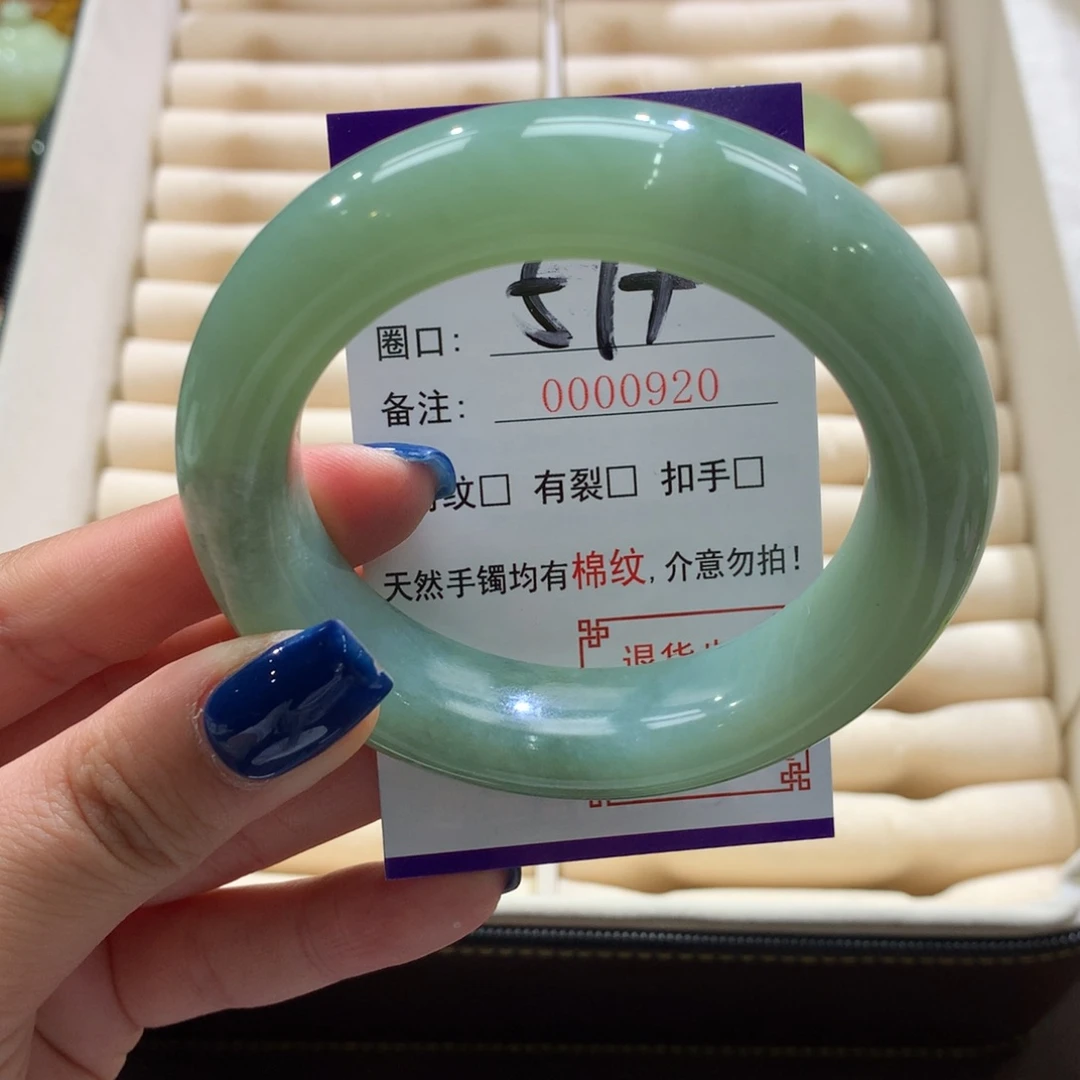 圈口：
备注： 0000920
纹□ 有裂□ 扣手□
天然手镯均有棉纹，介意勿拍！
退货